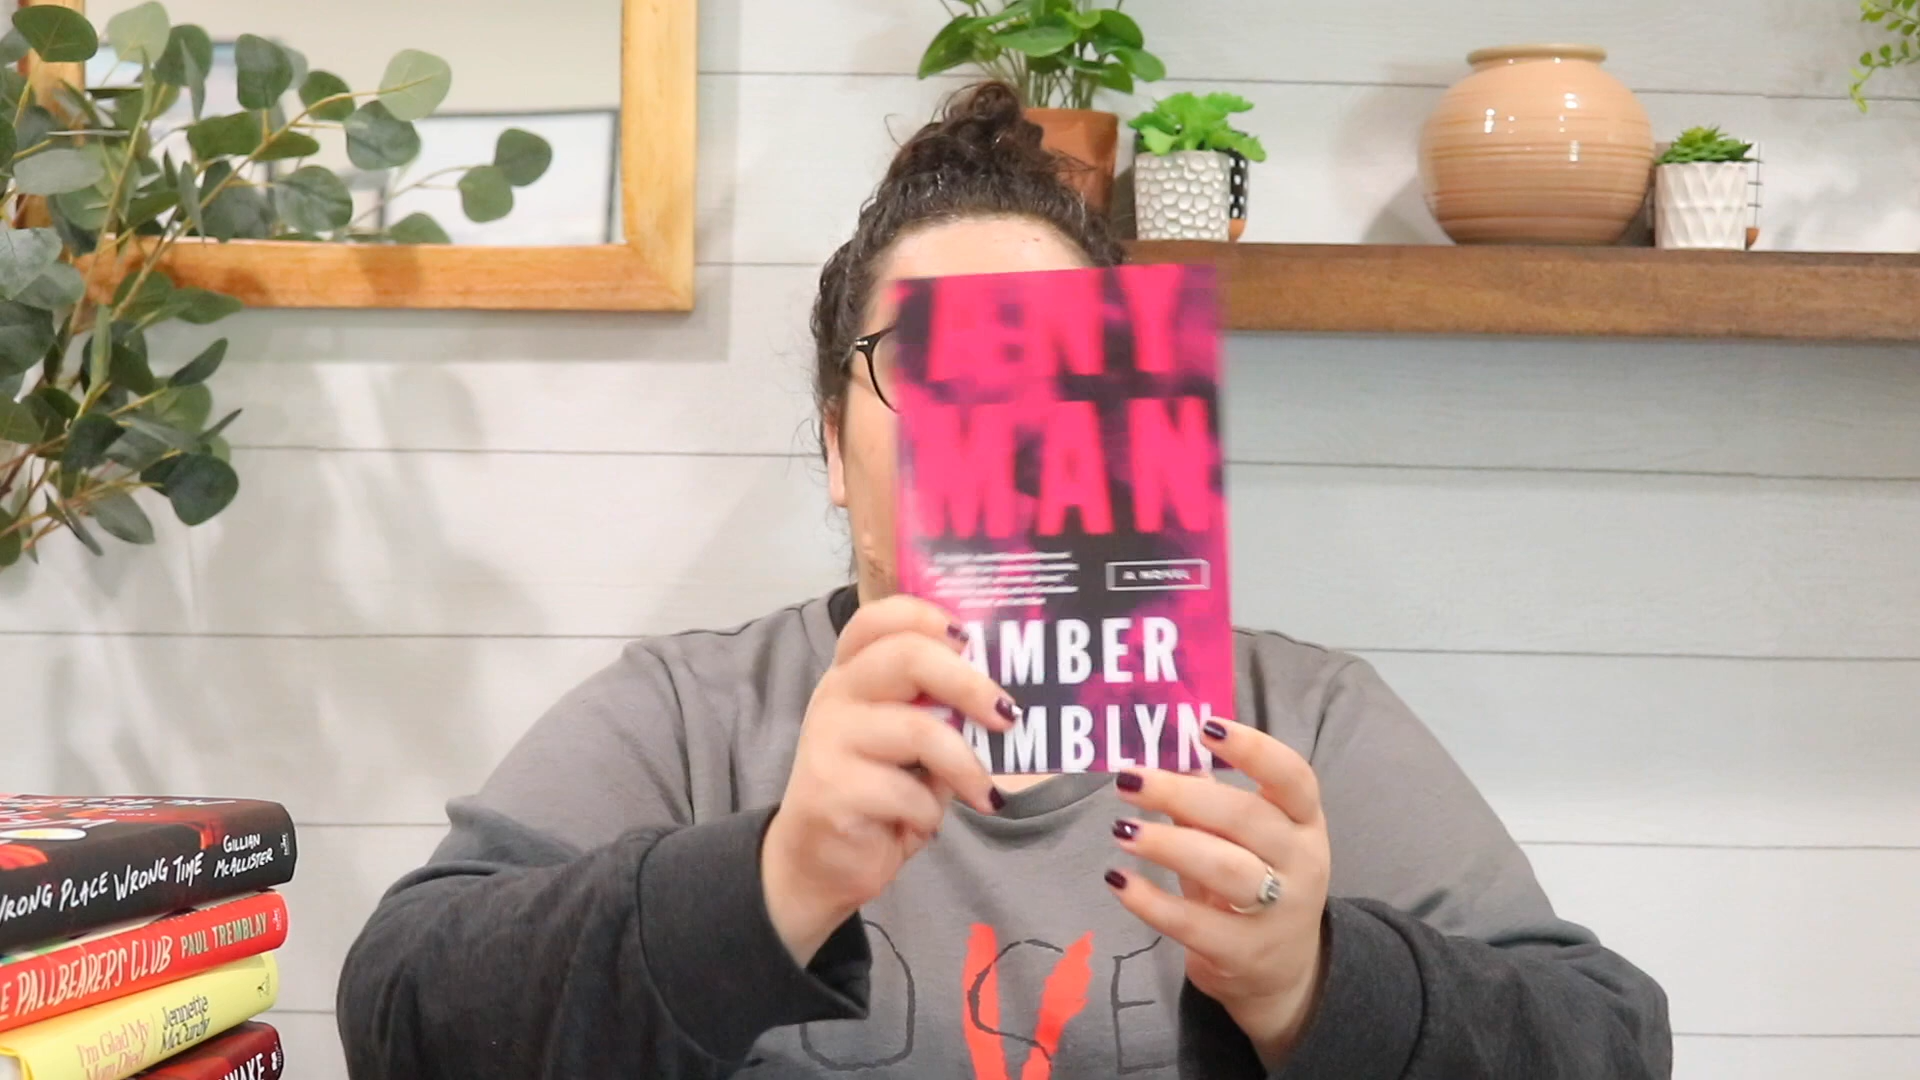 ANY
MAN
A NOVEL
AMBER
TAMBLYN
WRONG PLACE WRONG TIME
GILLIAN
McALLISTER
E PALLBEARERS CLUB PAUL TREMBLAY
I'm Glad My
Mom Died
Jennette
McCurdy
WAKE